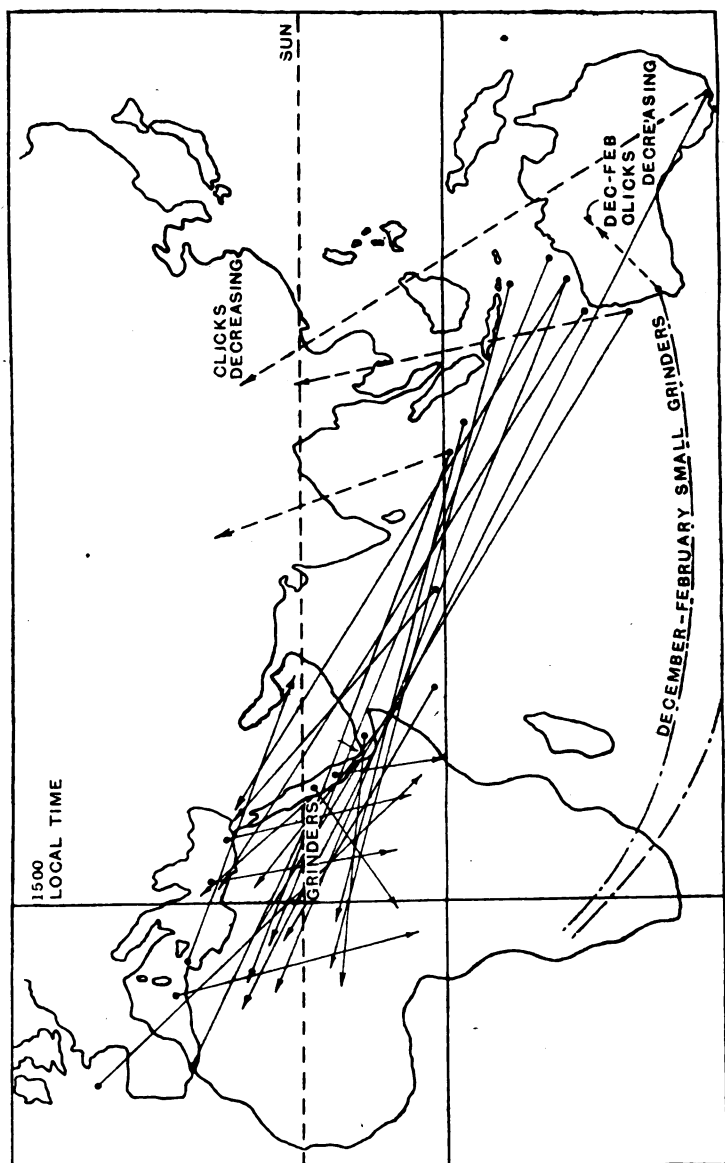 SUN
CLICKS
DECREASING
DEC-FEB
CLICKS
DECREASING
1500
LOCAL TIME
GRINDERS
DECEMBER-FEBRUARY SMALL GRINDERS